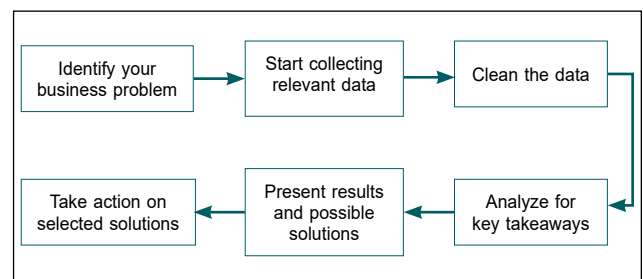 Identify your
business problem
Start collecting
relevant data
Clean the data
Analyze for
key takeaways
Present results
and possible
solutions
Take action on
selected solutions